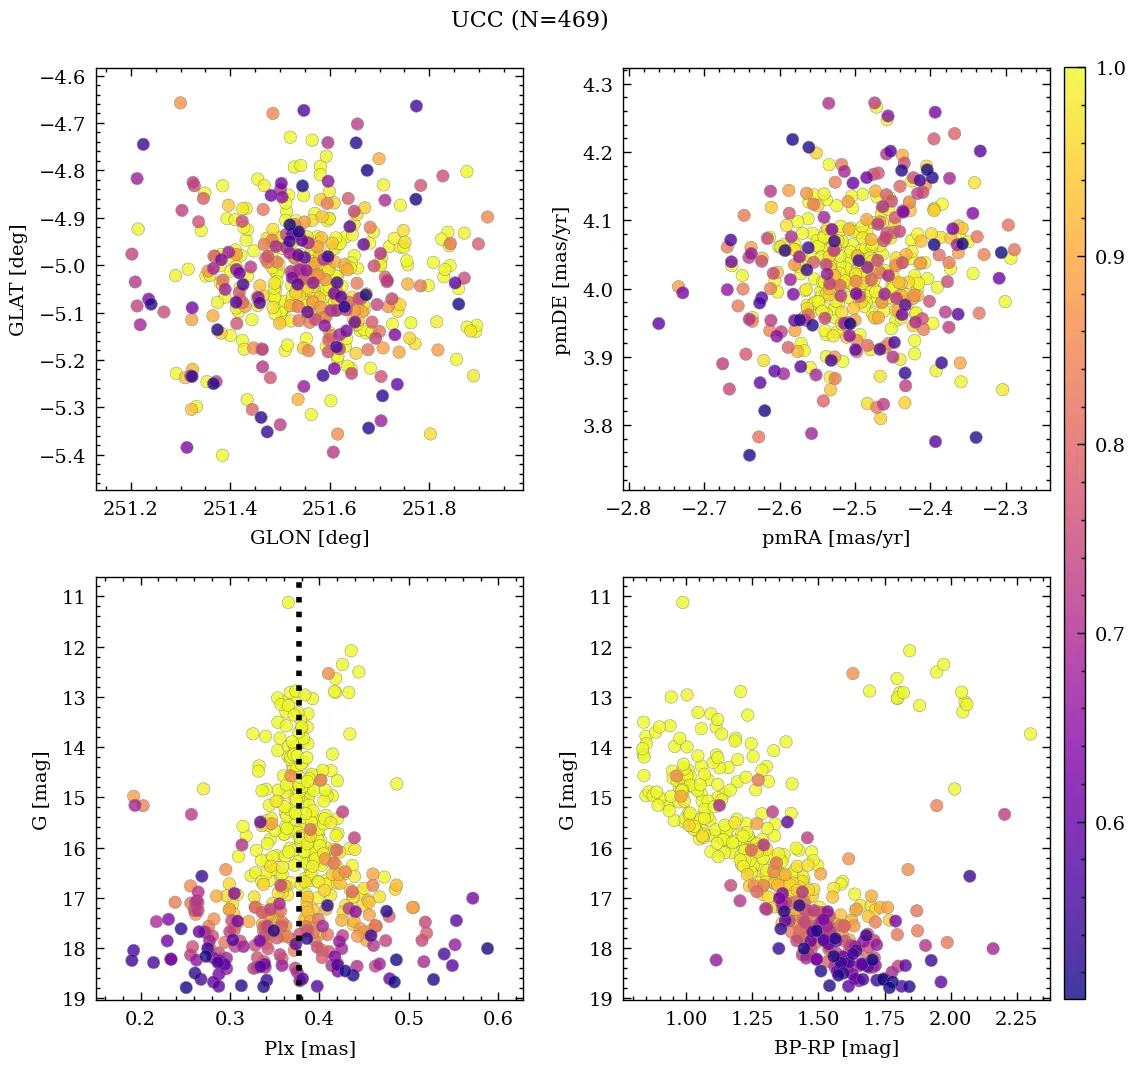 UCC (N=469)
−4.6
−4.7
−4.8
−4.9
−5.0
−5.1
−5.2
−5.3
−5.4
GLAT [deg]
251.2 251.4 251.6 251.8
GLON [deg]
4.3
4.2
4.1
4.0
3.9
3.8
pmDE [mas/yr]
−2.8 −2.7 −2.6 −2.5 −2.4 −2.3
pmRA [mas/yr]
1.0
0.9
0.8
0.7
0.6
11
12
13
14
15
16
17
18
19
G [mag]
0.2 0.3 0.4 0.5 0.6
Plx [mas]
11
12
13
14
15
16
17
18
19
G [mag]
1.00 1.25 1.50 1.75 2.00 2.25
BP-RP [mag]